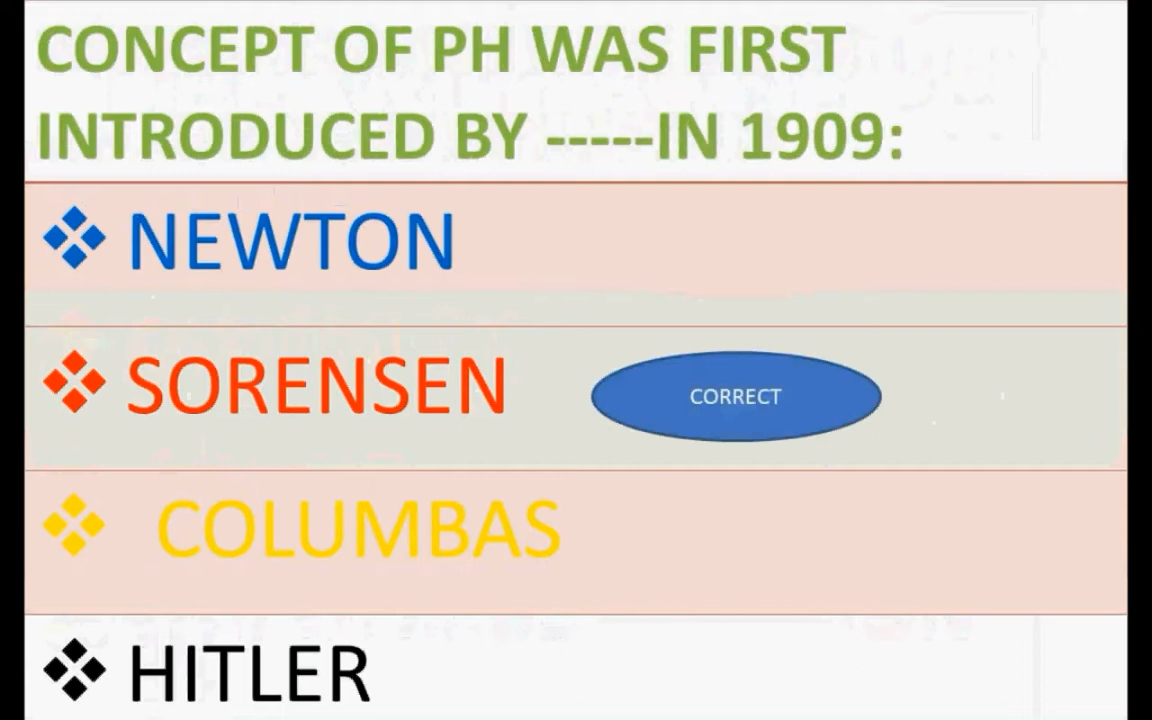 CONCEPT OF PH WAS FIRST
INTRODUCED BY -----IN 1909:
❖ NEWTON
❖ SORENSEN
CORRECT
❖ COLUMBAS
❖ HITLER